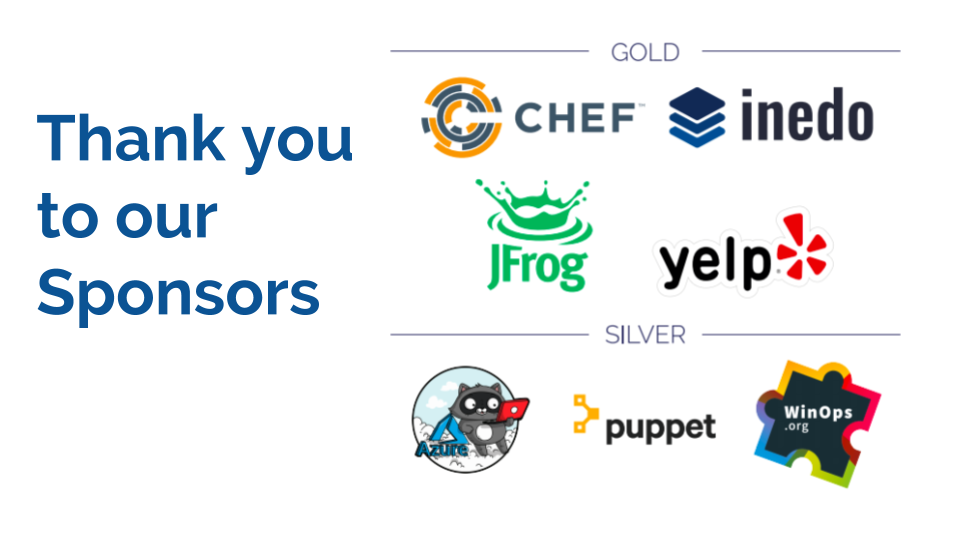 Thank you
to our
Sponsors
GOLD
CHEF™
inedo
JFrog
yelp
SILVER
Azure
puppet
WinOps
.org